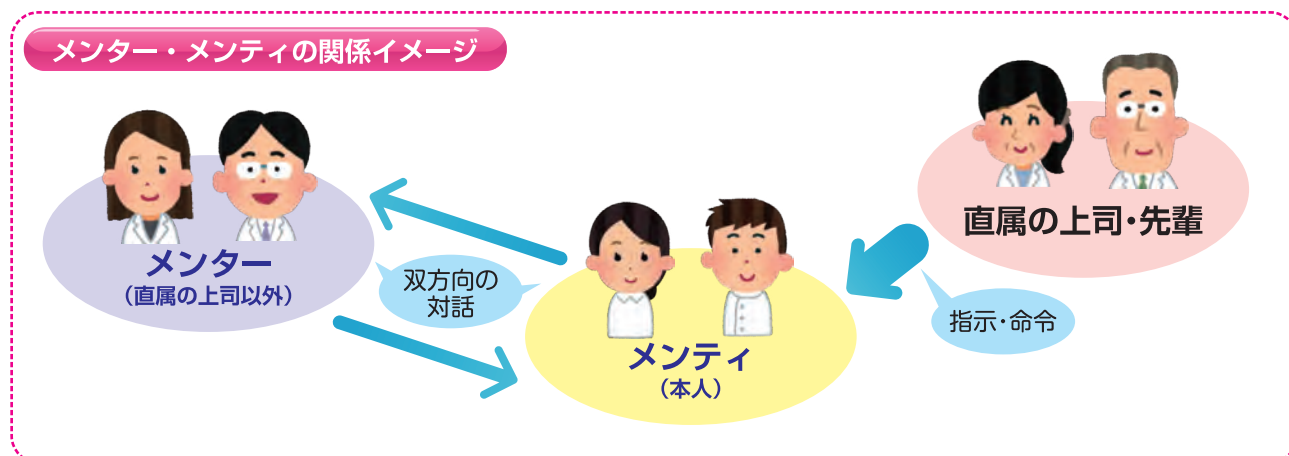 メンター・メンティの関係イメージ
直属の上司・先輩
メンター
（直属の上司以外）
双方向の
対話
指示・命令
メンティ
（本人）